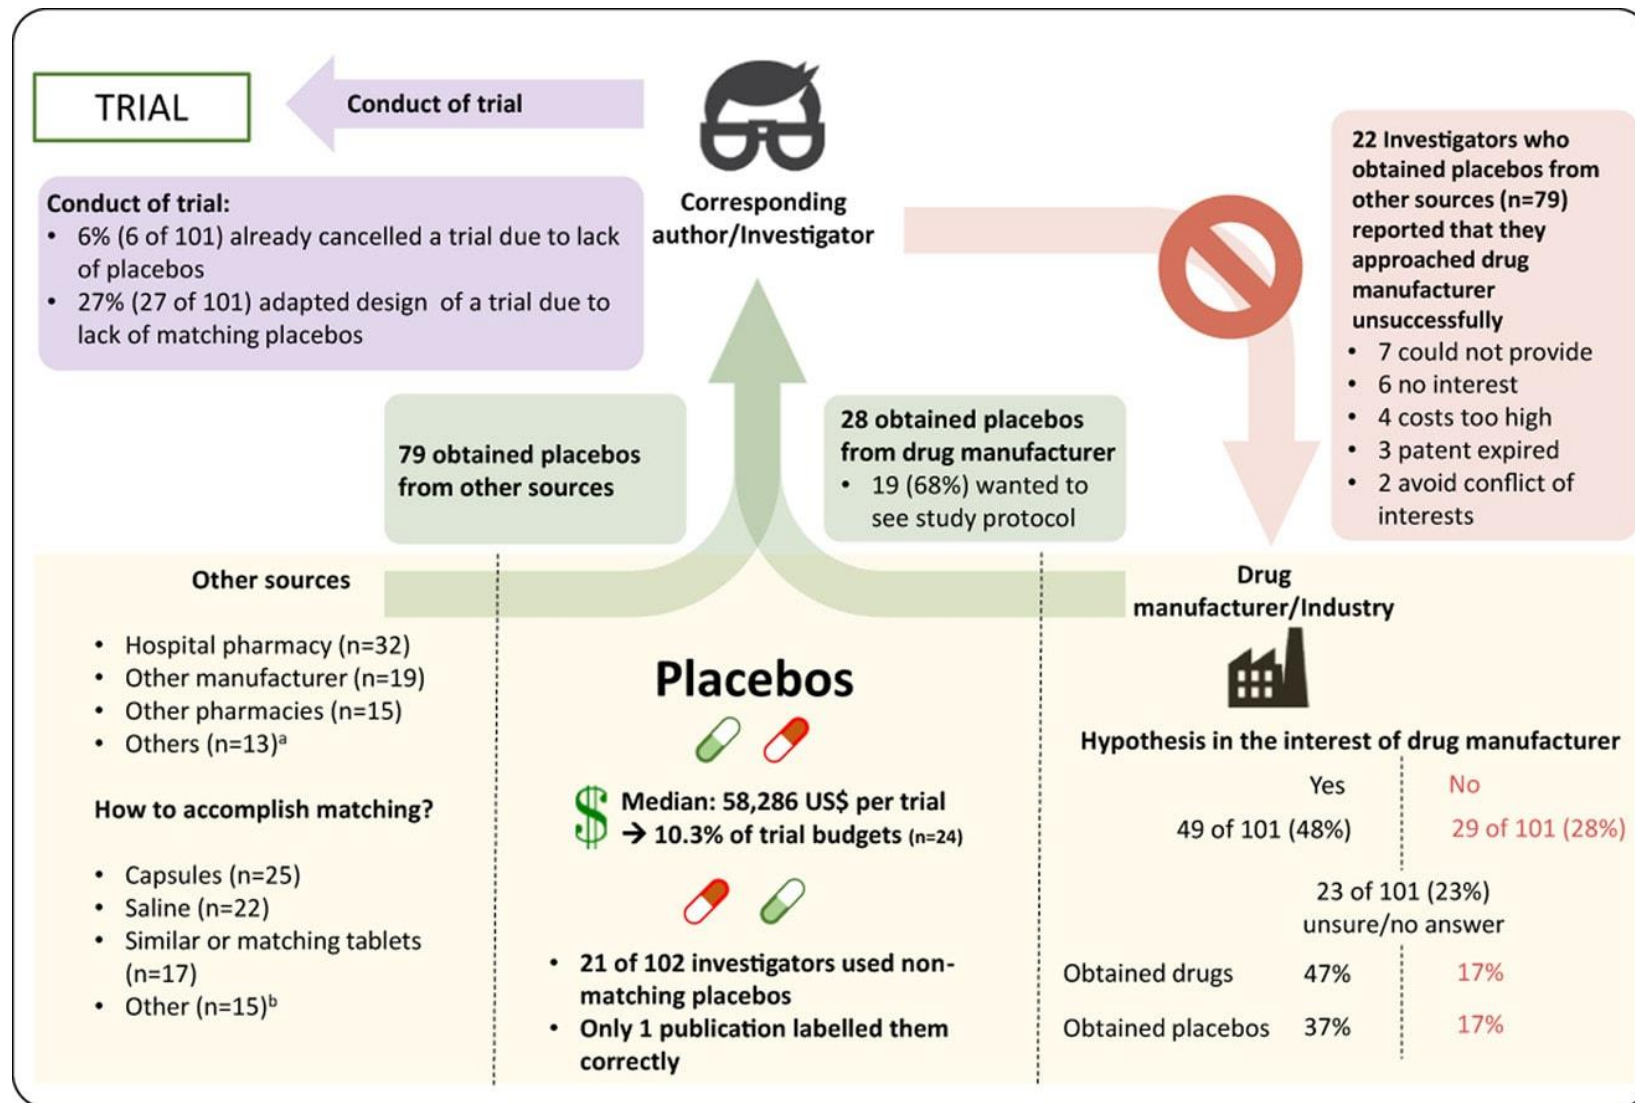 TRIAL
Conduct of trial
Corresponding
author/Investigator
Conduct of trial:
• 6% (6 of 101) already cancelled a trial due to lack
of placebos
• 27% (27 of 101) adapted design of a trial due to
lack of matching placebos
22 Investigators who
obtained placebos from
other sources (n=79)
reported that they
approached drug
manufacturer
unsuccessfully
• 7 could not provide
• 6 no interest
• 4 costs too high
• 3 patent expired
• 2 avoid conflict of
interests
79 obtained placebos
from other sources
28 obtained placebos
from drug manufacturer
• 19 (68%) wanted to
see study protocol
Other sources
• Hospital pharmacy (n=32)
• Other manufacturer (n=19)
• Other pharmacies (n=15)
• Others (n=13)ᵃ
How to accomplish matching?
• Capsules (n=25)
• Saline (n=22)
• Similar or matching tablets
(n=17)
• Other (n=15)ᵇ
Placebos
$ Median: 58,286 US$ per trial
→ 10.3% of trial budgets (n=24)
• 21 of 102 investigators used non-
matching placebos
• Only 1 publication labelled them
correctly
Drug
manufacturer/Industry
Hypothesis in the interest of drug manufacturer
Yes No
49 of 101 (48%) 29 of 101 (28%)
23 of 101 (23%)
unsure/no answer
Obtained drugs 47% 17%
Obtained placebos 37% 17%